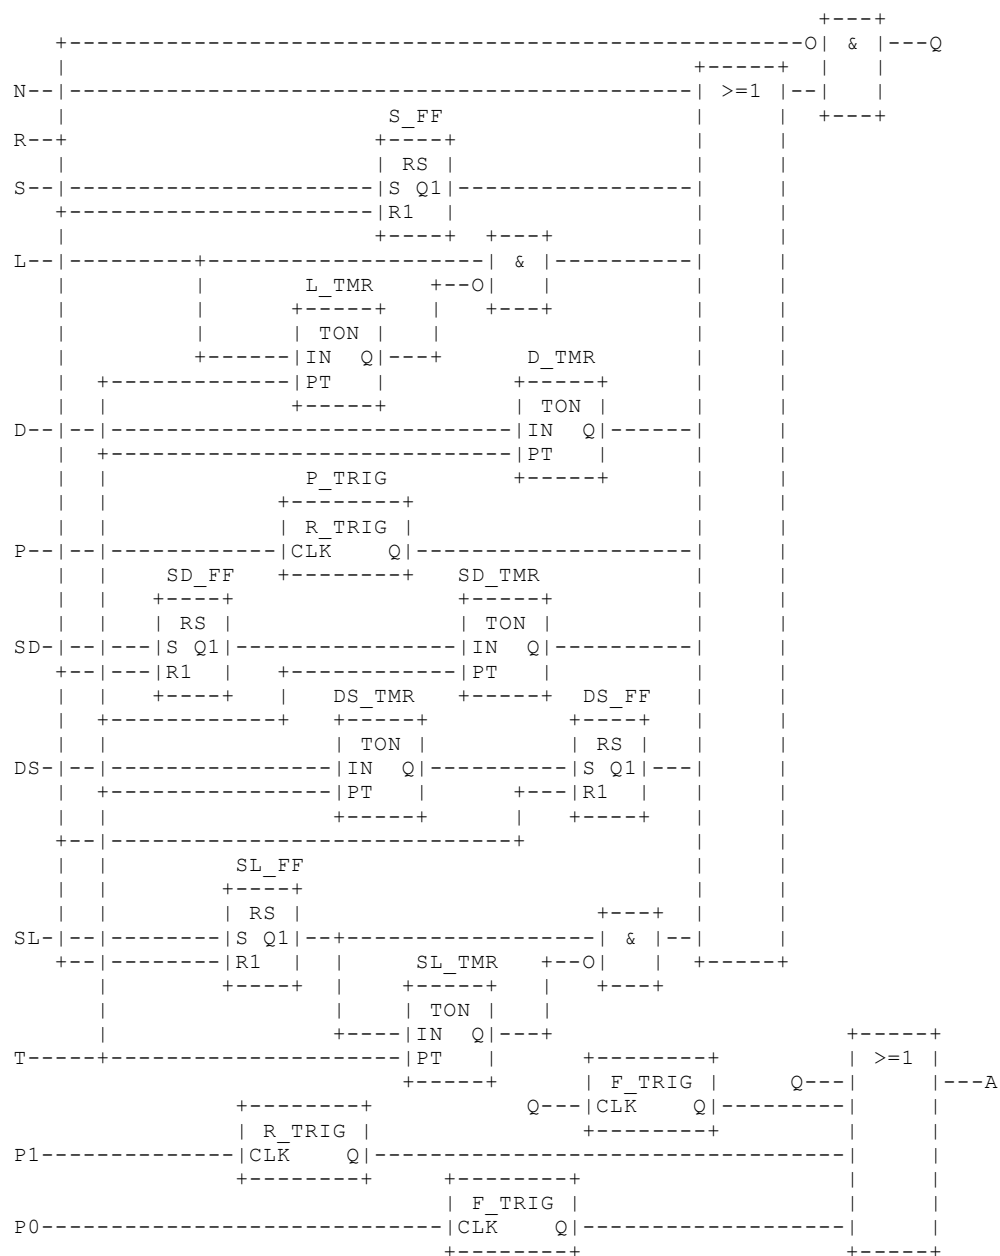 & Q
N >=1
S_FF
R
RS
S S Q1
R1
L &
L_TMR
TON
IN Q D_TMR
PT
TON
D IN Q
PT
P_TRIG
R_TRIG
P CLK Q
SD_FF SD_TMR
RS TON
SD S Q1 IN Q
R1 PT
DS_TMR DS_FF
TON RS
DS IN Q S Q1
PT R1
SL_FF
RS
SL S Q1 &
R1 SL_TMR
TON
IN Q
T PT >=1
F_TRIG Q A
Q CLK Q
R_TRIG
P1 CLK Q
F_TRIG
P0 CLK Q